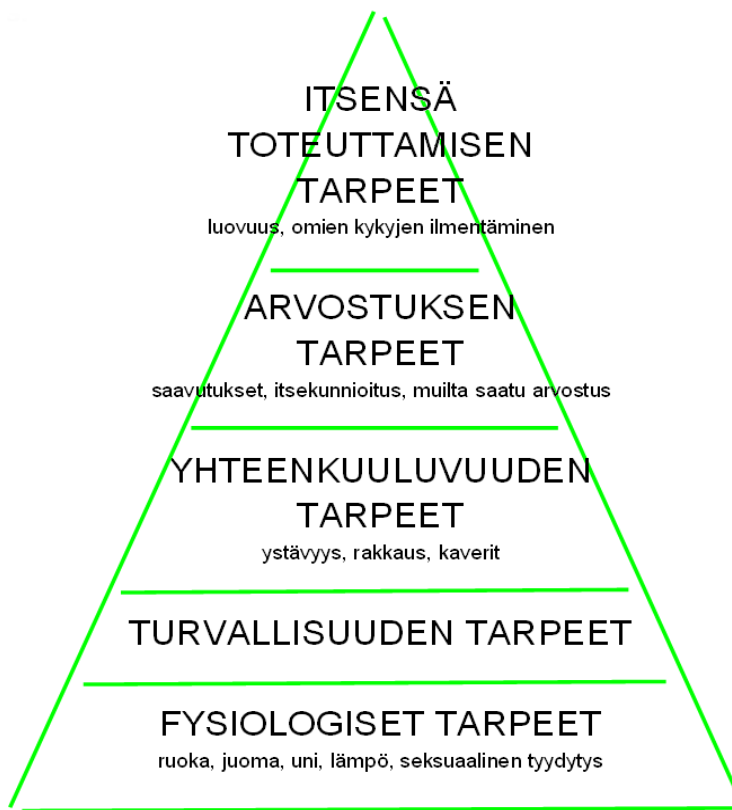 ITSENSÄ
TOTEUTTAMISEN
TARPEET
luovuus, omien kykyjen ilmentäminen
ARVOSTUKSEN
TARPEET
saavutukset, itsekunnioitus, muilta saatu arvostus
YHTEENKUULUVUUDEN
TARPEET
ystävyys, rakkaus, kaverit
TURVALLISUUDEN TARPEET
FYSIOLOGISET TARPEET
ruoka, juoma, uni, lämpö, seksuaalinen tyydytys